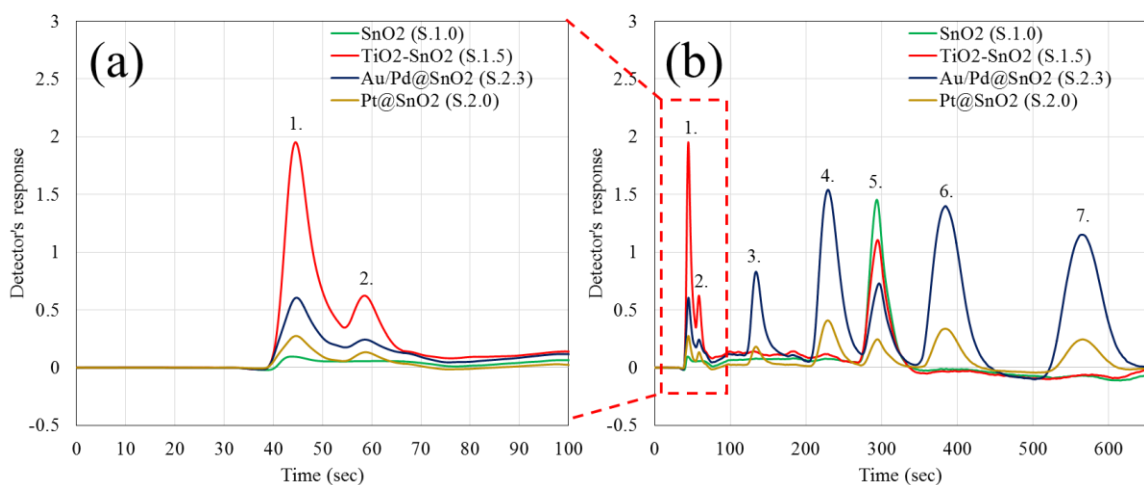 (a)
SnO2 (S.1.0)
TiO2-SnO2 (S.1.5)
Au/Pd@SnO2 (S.2.3)
Pt@SnO2 (S.2.0)
3
2.5
2
1.5
1
0.5
0
-0.5
1.
2.
0 10 20 30 40 50 60 70 80 90 100
Time (sec)
Detector's response
(b)
SnO2 (S.1.0)
TiO2-SnO2 (S.1.5)
Au/Pd@SnO2 (S.2.3)
Pt@SnO2 (S.2.0)
3
2.5
2
1.5
1
0.5
0
-0.5
1.
2.
3.
4.
5.
6.
7.
0 100 200 300 400 500 600
Time (sec)
Detector's response